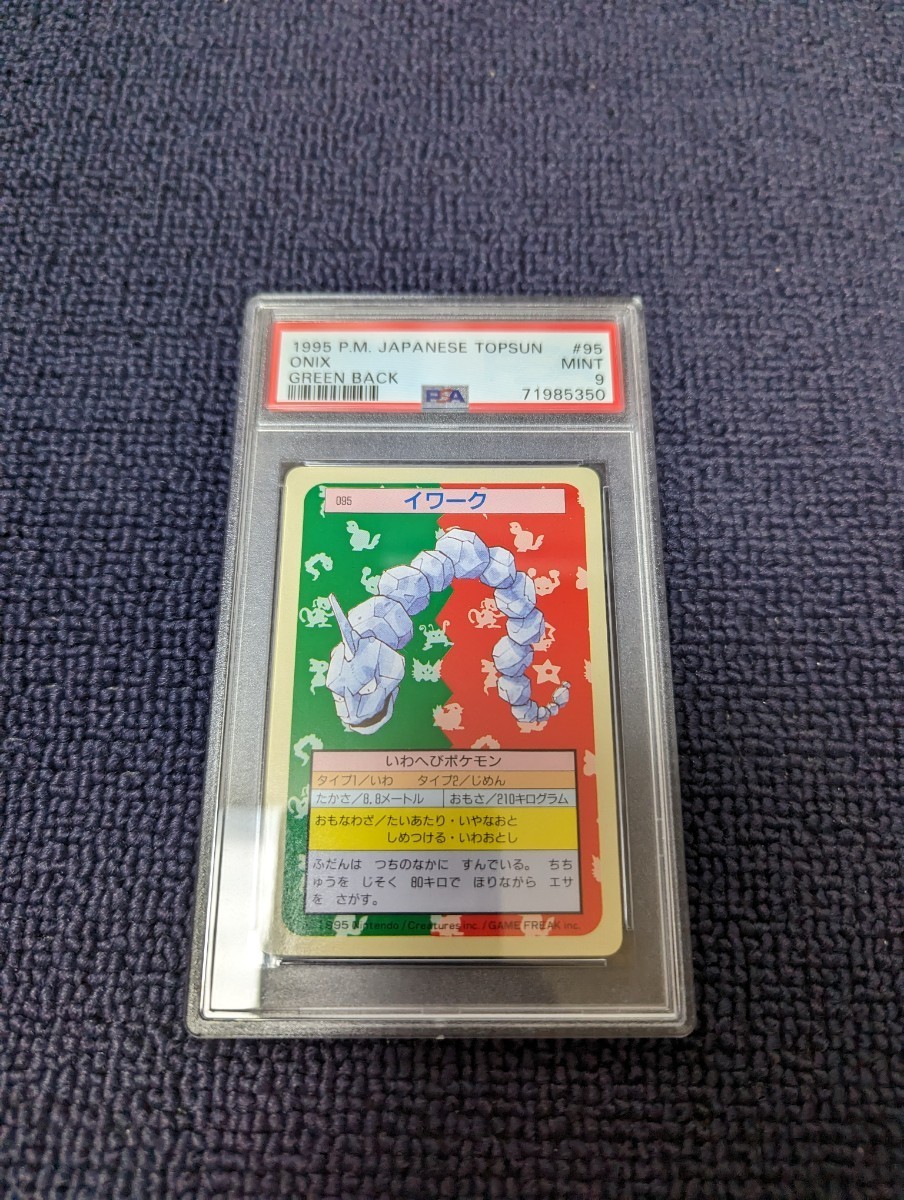 1995 P.M. JAPANESE TOPSUN #95
ONIX MINT
GREEN BACK 9
PSA 71985350
095 イワーク
いわへびポケモン
タイプ1/いわ タイプ2/じめん
たかさ/8.8メートル おもさ/210キログラム
おもなわざ/たいあたり・いやなおと
しめつける・いわおとし
ふだんは つちのなかに すんでいる。 ちち
ゅうを じそく 80キロで ほりながら エサ
を さがす。
1995 Nintendo / Creatures inc. / GAME FREAK inc.